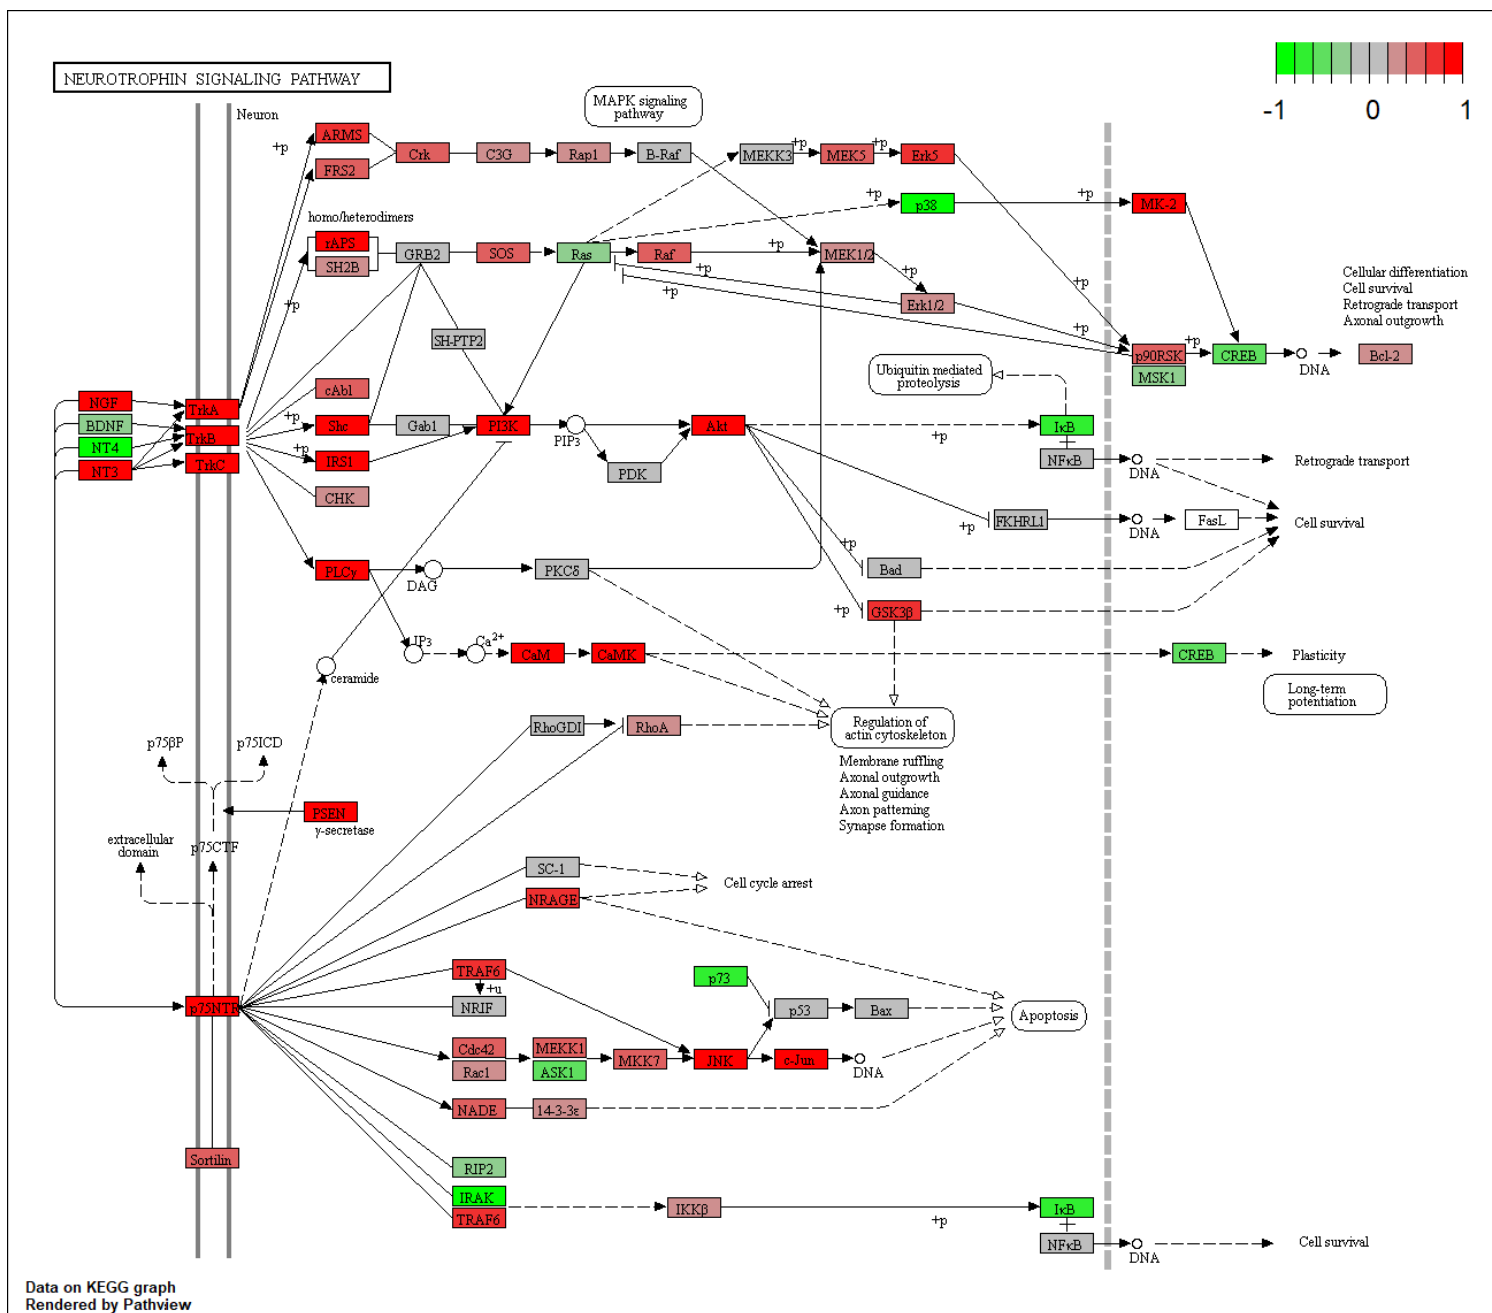 NEUROTROPHIN SIGNALING PATHWAY
-1 0 1
Neuron
MAPK signaling
pathway
ARMS
+p
FRS2
Crk
C3G
Rap1
B-Raf
MEKK3
+p
MEK5
+p
Erk5
p38
+p
+p
MK-2
homo/heterodimers
rAPS
SH2B
GRB2
SOS
Ras
Raf
+p
MEK1/2
+p
+p
+p
Erk1/2
+p
+p
+p
SH-PTP2
p90RSK
+p
MSK1
CREB
DNA
Bcl-2
Cellular differentiation
Cell survival
Retrograde transport
Axonal outgrowth
Ubiquitin mediated
proteolysis
NGF
BDNF
NT4
NT3
TrkA
TrkB
TrkC
cAbl
+p
Shc
+p
IRS1
CHK
Gab1
PI3K
PIP3
PDK
Akt
+p
IκB
NFκB
DNA
Retrograde transport
+p
FKHRL1
DNA
FasL
Cell survival
PLCγ
DAG
PKCδ
+p
Bad
+p
GSK3β
IP3
Ca2+
CaM
CaMK
CREB
Plasticity
Long-term
potentiation
ceramide
RhoGDI
RhoA
Regulation of
actin cytoskeleton
Membrane ruffling
Axonal outgrowth
Axonal guidance
Axon patterning
Synapse formation
p75βP
p75ICD
PSEN
γ-secretase
extracellular
domain
p75CTF
SC-1
NRAGE
Cell cycle arrest
TRAF6
+u
NRIF
p73
p53
Bax
Apoptosis
p75NTR
Cdc42
Rac1
MEKK1
ASK1
MKK7
JNK
c-Jun
DNA
NADE
14-3-3ε
Sortilin
RIP2
IRAK
TRAF6
IKKβ
+p
IκB
NFκB
DNA
Cell survival
Data on KEGG graph
Rendered by Pathview